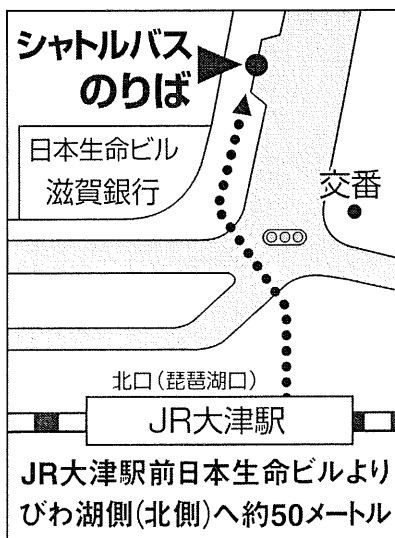 シャトルバス
のりば
日本生命ビル
滋賀銀行
交番
北口(琵琶湖口)
JR大津駅
JR大津駅前日本生命ビルより
びわ湖側(北側)へ約50メートル